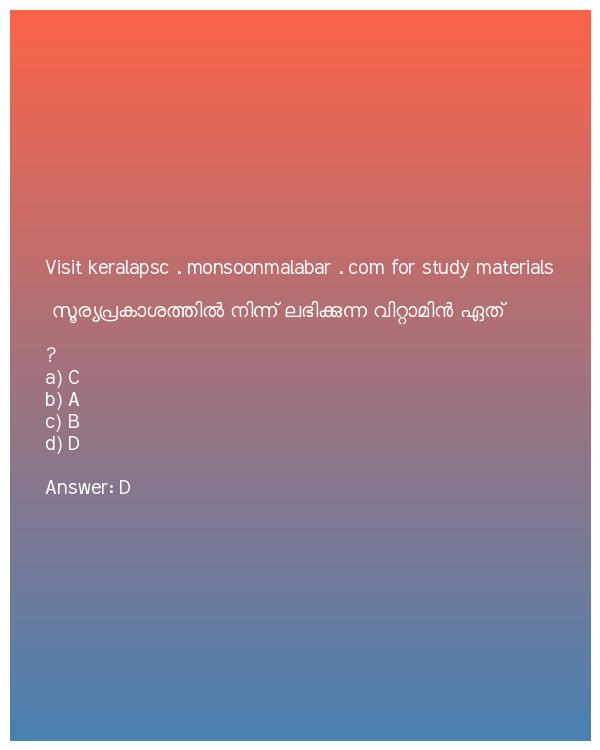 Visit keralapsc . monsoonmalabar . com for study materials
സൂര്യപ്രകാശത്തിൽ നിന്ന് ലഭിക്കുന്ന വിറ്റാമിൻ ഏത്
?
a) C
b) A
c) B
d) D
Answer: D